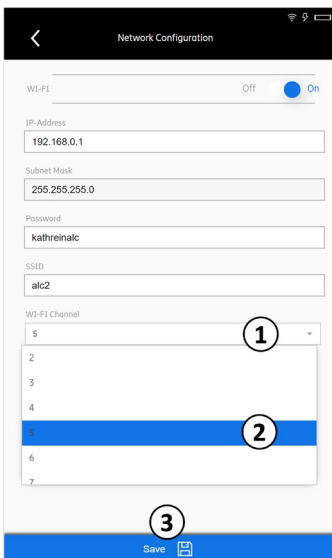 Network Configuration
WI-FI Off On
IP-Address
192.168.0.1
Subnet Mask
255.255.255.0
Password
kathreinalc
SSID
alc2
WI-FI Channel
5 1
2
3
4
5 2
6
7
3
Save